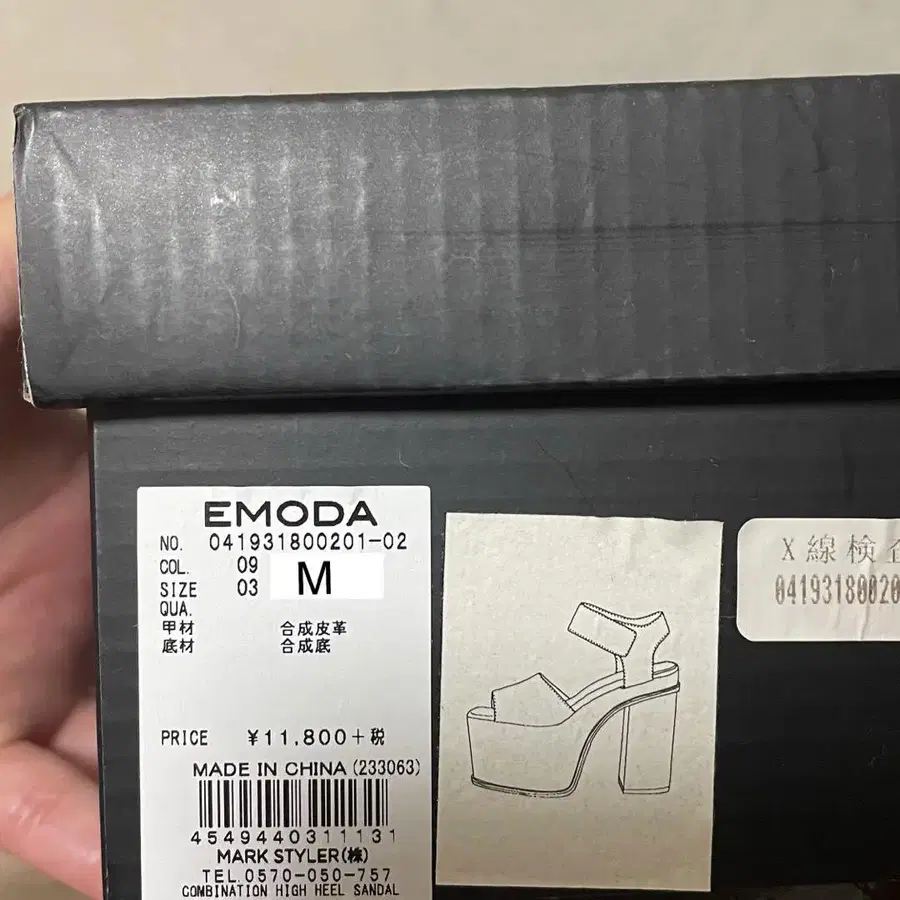 EMODA
NO. 041931800201-02
COL. 09
SIZE 03 M
QUA.
甲材 合成皮革
底材 合成底
PRICE ¥11,800+税
MADE IN CHINA (233063)
4549440311131
MARK STYLER(株)
TEL.0570-050-757
COMBINATION HIGH HEEL SANDAL
X線検
04193180020